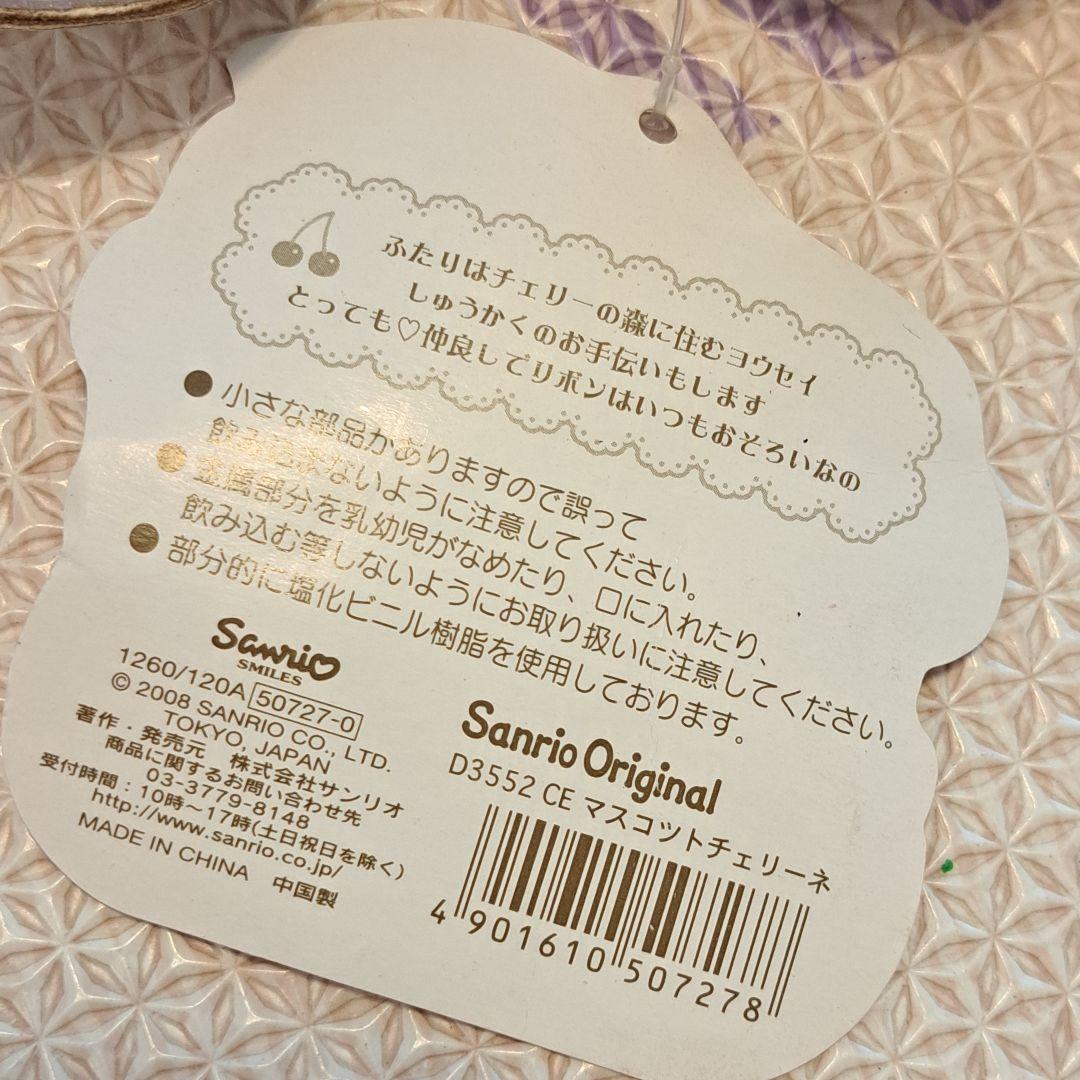 ふたりはチェリーの森に住むヨウセイ
しゅうかくのお手伝いもします
とっても♡仲良しでリボンはいつもおそろいなの
●小さな部品がありますので誤って
飲み込まないように注意してください。
●金属部分を乳幼児がなめたり、口に入れたり、
飲み込む等しないようにお取り扱いに注意してください。
●部分的に塩化ビニル樹脂を使用しております。
Sanrio
SMILES
1260/120A 50727-0
© 2008 SANRIO CO., LTD.
TOKYO, JAPAN
著作・発売元 株式会社サンリオ
商品に関するお問い合わせ先
03-3779-8148
受付時間：10時～17時(土日祝日を除く)
http://www.sanrio.co.jp/
MADE IN CHINA 中国製
Sanrio Original
D3552 CE マスコットチェリーネ
4 901610 507278